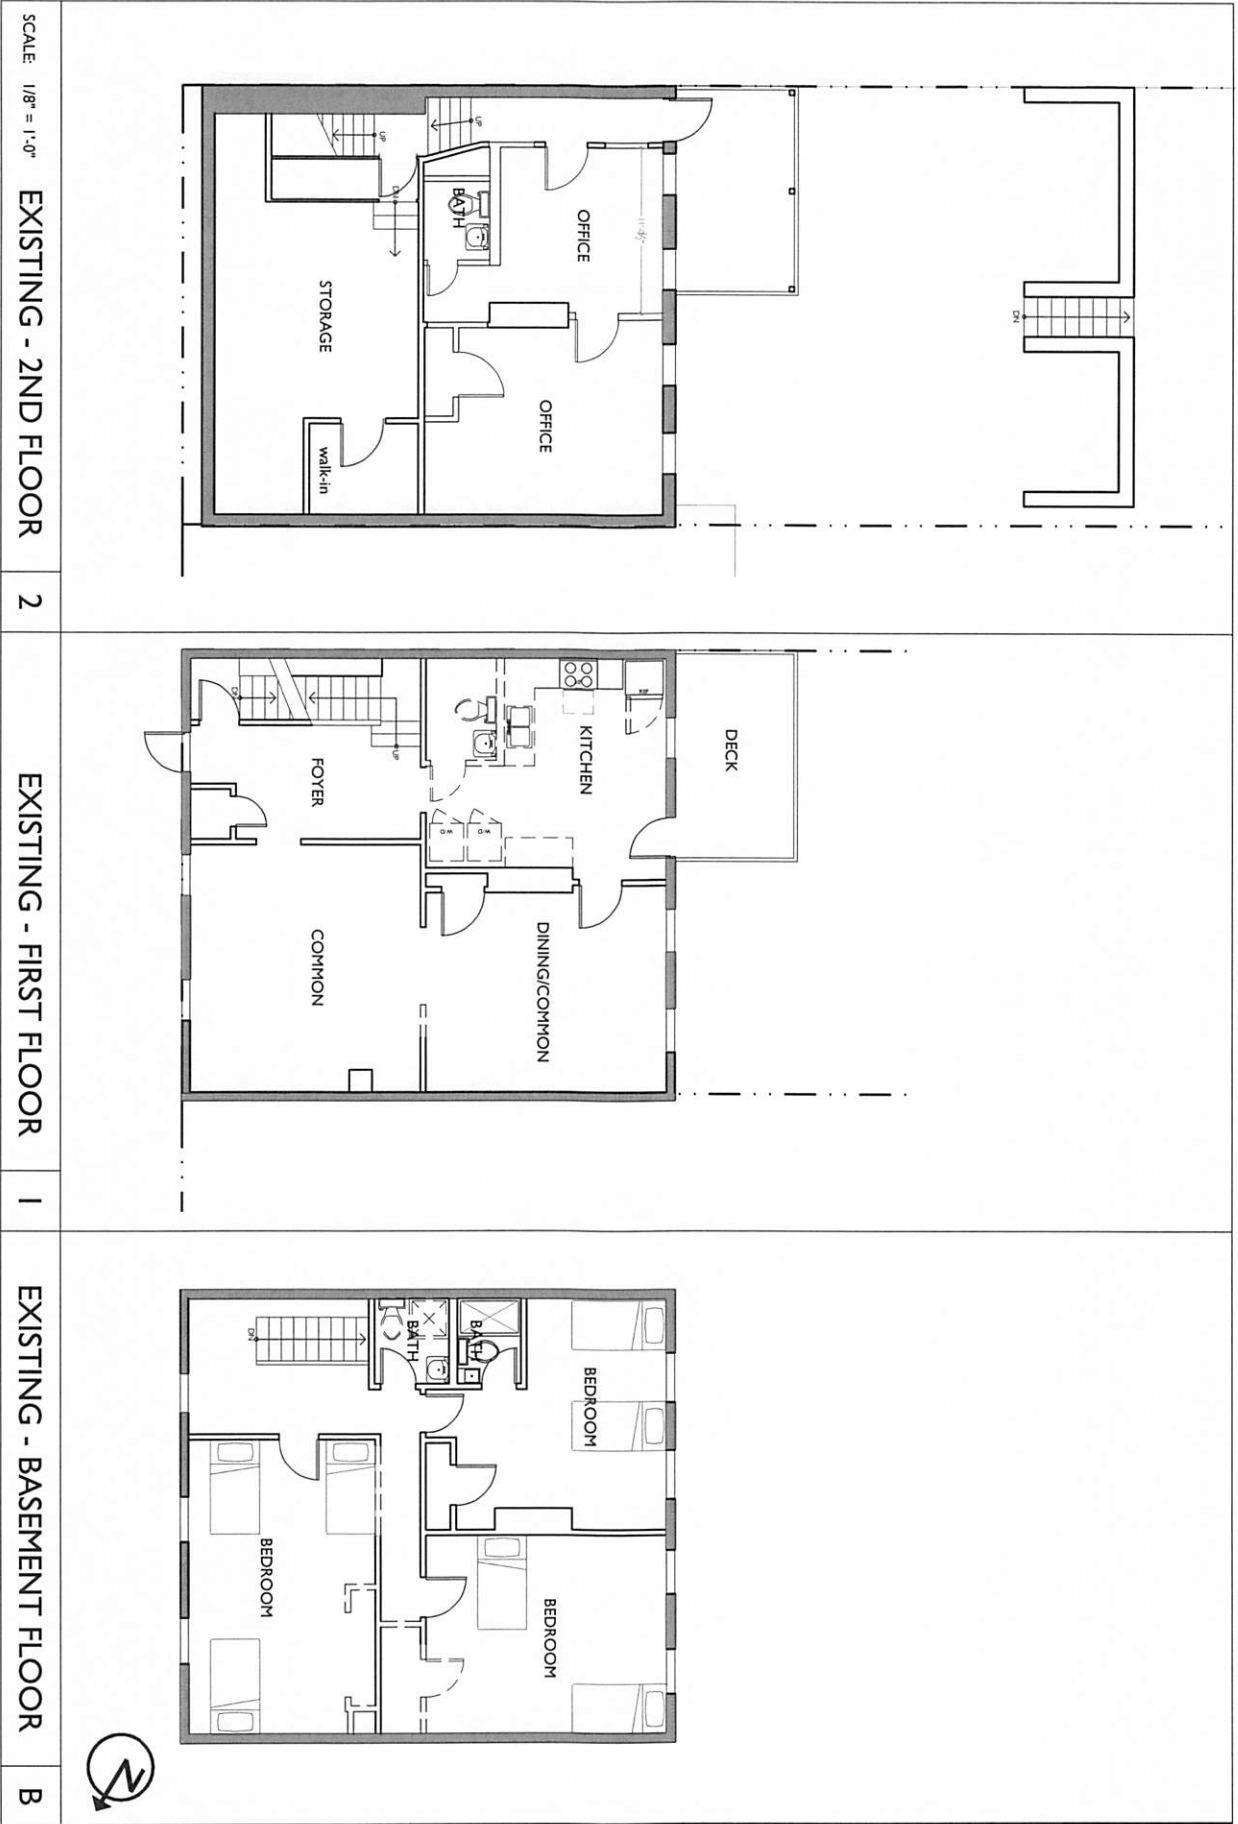 OFFICE
BATH
UP
UP
DN
OFFICE
STORAGE
walk-in
DN
SCALE: 1/8" = 1'-0"
EXISTING - 2ND FLOOR
2
DECK
REF
KITCHEN
W/D
W/D
UP
DN
FOYER
DINING/COMMON
COMMON
EXISTING - FIRST FLOOR
1
BEDROOM
BATH
BATH
DN
BEDROOM
BEDROOM
EXISTING - BASEMENT FLOOR
B
N